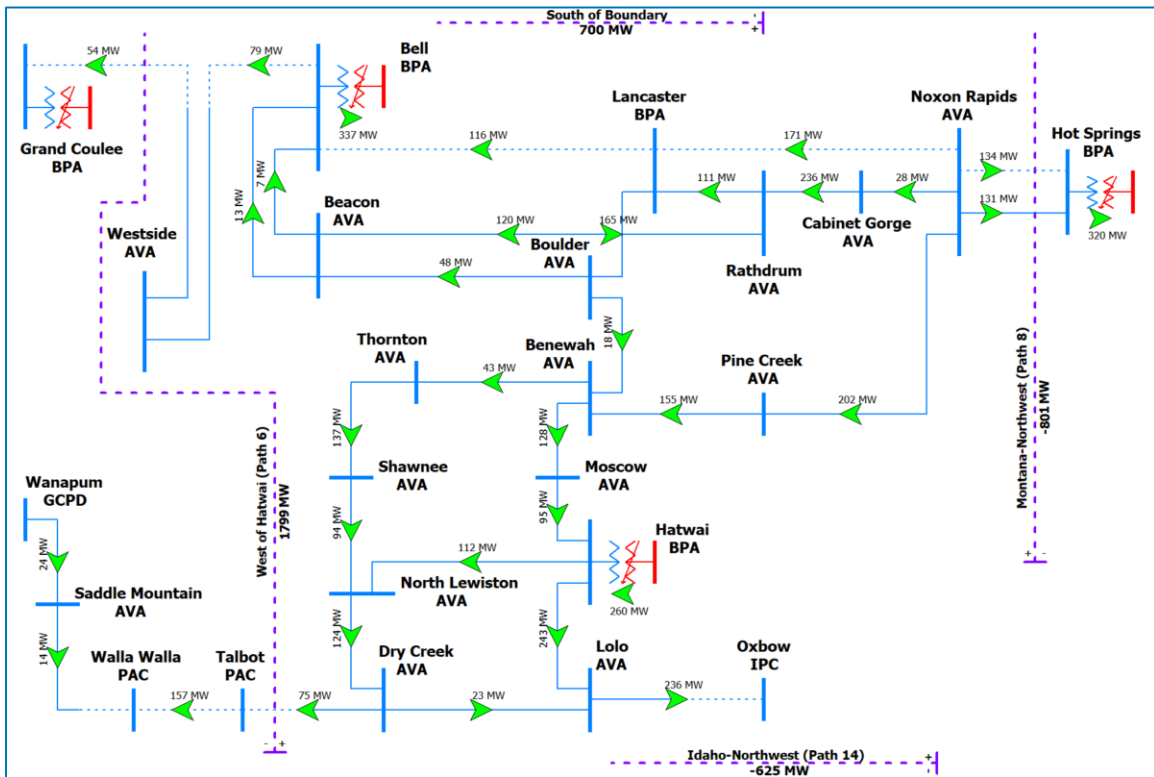 South of Boundary
700 MW
+
-
54 MW
79 MW
Bell
BPA
337 MW
Grand Coulee
BPA
Lancaster
BPA
Noxon Rapids
AVA
Hot Springs
BPA
116 MW
171 MW
134 MW
131 MW
320 MW
7 MW
13 MW
Beacon
AVA
111 MW
236 MW
28 MW
Cabinet Gorge
AVA
Westside
AVA
120 MW
165 MW
Boulder
AVA
Rathdrum
AVA
48 MW
18 MW
Thornton
AVA
Benewah
AVA
Pine Creek
AVA
43 MW
155 MW
202 MW
West of Hatwai (Path 6)
1799 MW
- +
Montana-Northwest (Path 8)
-801 MW
+ -
137 MW
128 MW
Shawnee
AVA
Moscow
AVA
Wanapum
GCPD
94 MW
95 MW
Hatwai
BPA
24 MW
112 MW
260 MW
Saddle Mountain
AVA
North Lewiston
AVA
14 MW
124 MW
243 MW
Walla Walla
PAC
Talbot
PAC
Dry Creek
AVA
Lolo
AVA
Oxbow
IPC
157 MW
75 MW
23 MW
236 MW
Idaho-Northwest (Path 14)
-625 MW
+
-